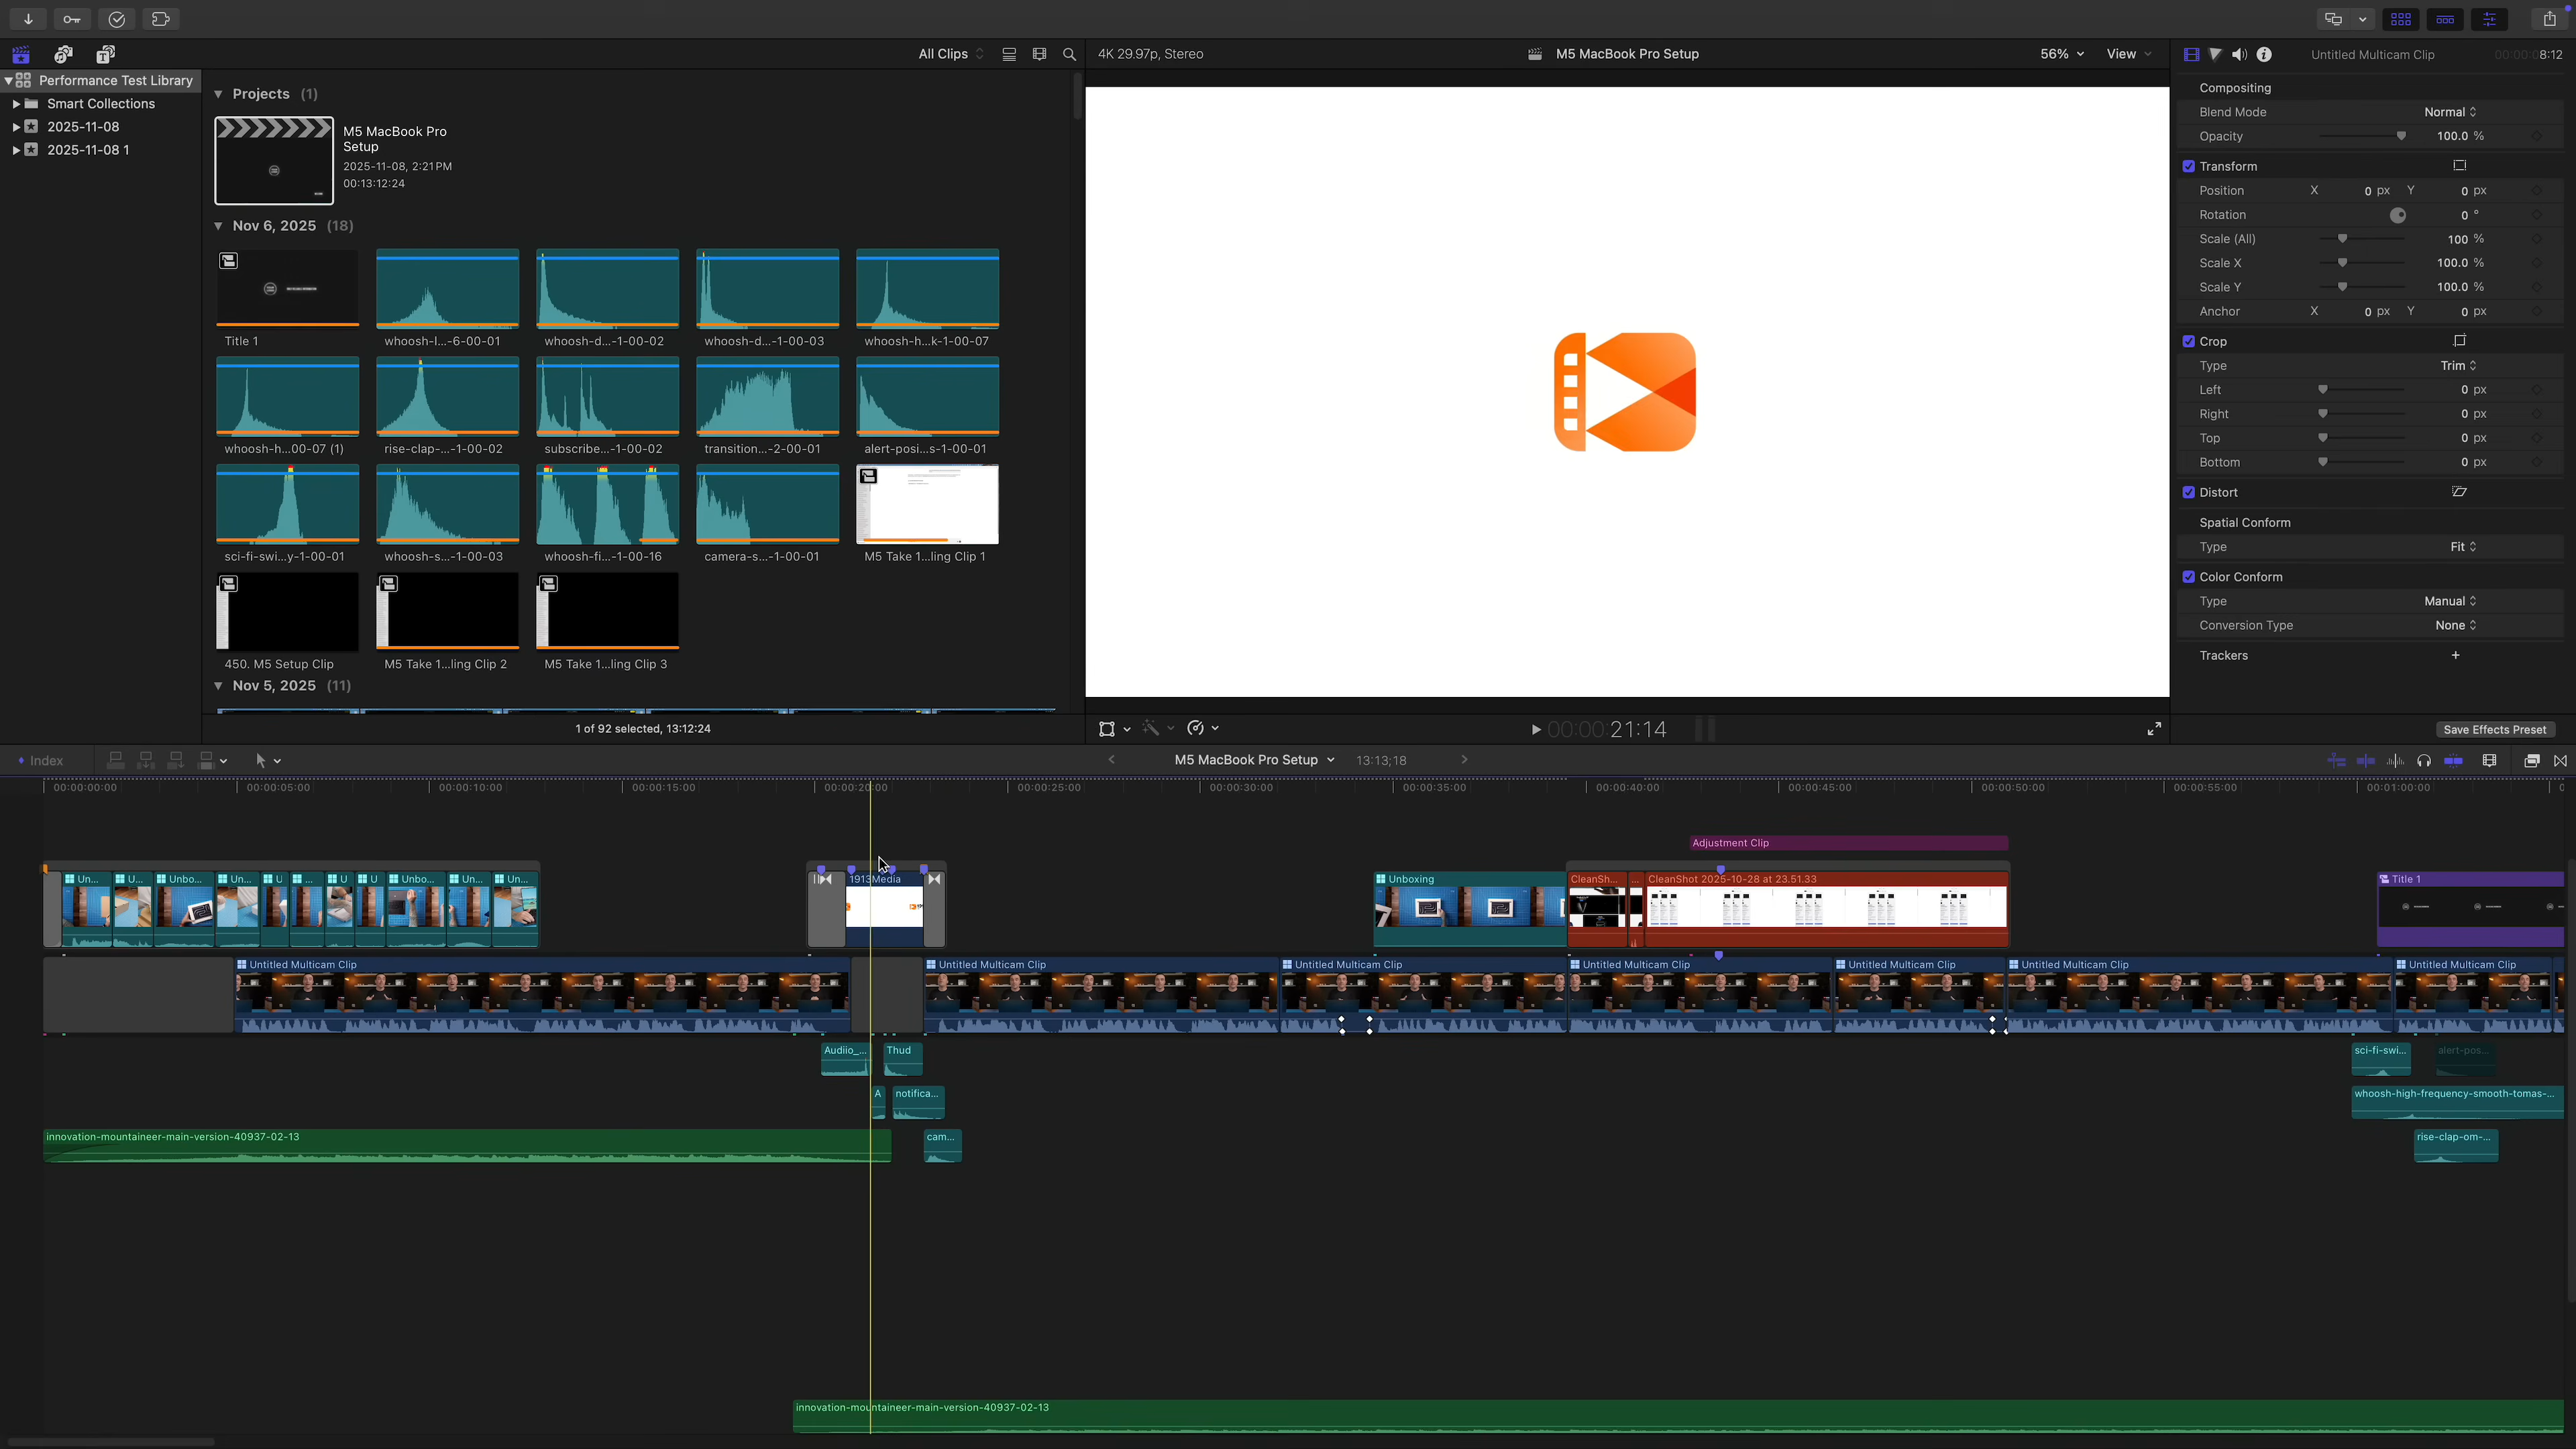 All Clips
4K 29.97p, Stereo
M5 MacBook Pro Setup
56%
View
Untitled Multicam Clip
00:00:08:12
Performance Test Library
Smart Collections
2025-11-08
2025-11-08 1
Projects (1)
M5 MacBook Pro
Setup
2025-11-08, 2:21 PM
00:13:12:24
Nov 6, 2025 (18)
Title 1
whoosh-l...-6-00-01
whoosh-d...-1-00-02
whoosh-d...-1-00-03
whoosh-h...k-1-00-07
whoosh-h...00-07 (1)
rise-clap-...-1-00-02
subscribe...-1-00-02
transition...-2-00-01
alert-posi...s-1-00-01
sci-fi-swi...y-1-00-01
whoosh-s...-1-00-03
whoosh-fi...-1-00-16
camera-s...-1-00-01
M5 Take 1...ling Clip 1
450. M5 Setup Clip
M5 Take 1...ling Clip 2
M5 Take 1...ling Clip 3
Nov 5, 2025 (11)
1 of 92 selected, 13:12:24
00:00:21:14
Compositing
Blend Mode Normal
Opacity 100.0 %
Transform
Position X 0 px Y 0 px
Rotation 0 °
Scale (All) 100 %
Scale X 100.0 %
Scale Y 100.0 %
Anchor X 0 px Y 0 px
Crop
Type Trim
Left 0 px
Right 0 px
Top 0 px
Bottom 0 px
Distort
Spatial Conform
Type Fit
Color Conform
Type Manual
Conversion Type None
Trackers +
Save Effects Preset
Index
M5 MacBook Pro Setup
13:13;18
00:00:00:00 00:00:05:00 00:00:10:00 00:00:15:00 00:00:20:00 00:00:25:00 00:00:30:00 00:00:35:00 00:00:40:00 00:00:45:00 00:00:50:00 00:00:55:00 00:01:00:00
Adjustment Clip
Un... U... Unbo... Un... U ... U U Unbo... Un... Un...
1913Media
Unboxing
CleanSh... ... CleanShot 2025-10-28 at 23.51.33
Title 1
Untitled Multicam Clip Untitled Multicam Clip Untitled Multicam Clip Untitled Multicam Clip Untitled Multicam Clip Untitled Multicam Clip Untitled Multicam Clip
Audiio_... Thud
sci-fi-swi... alert-pos...
A notifica...
whoosh-high-frequency-smooth-tomas-...
innovation-mountaineer-main-version-40937-02-13
cam...
rise-clap-om-...
innovation-mountaineer-main-version-40937-02-13